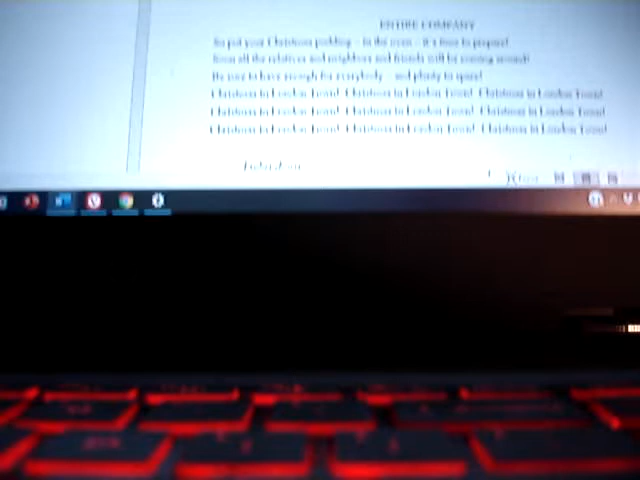 ENTIRE COMPANY
So put your Christmas pudding – in the oven – it's time to prepare!
Soon all the relatives and neighbors and friends will be coming around!
Be sure to have enough for everybody – and plenty to spare!
Christmas in London Town! Christmas in London Town! Christmas in London Town!
Christmas in London Town! Christmas in London Town! Christmas in London Town!
Christmas in London Town! Christmas in London Town! Christmas in London Town!
Focus